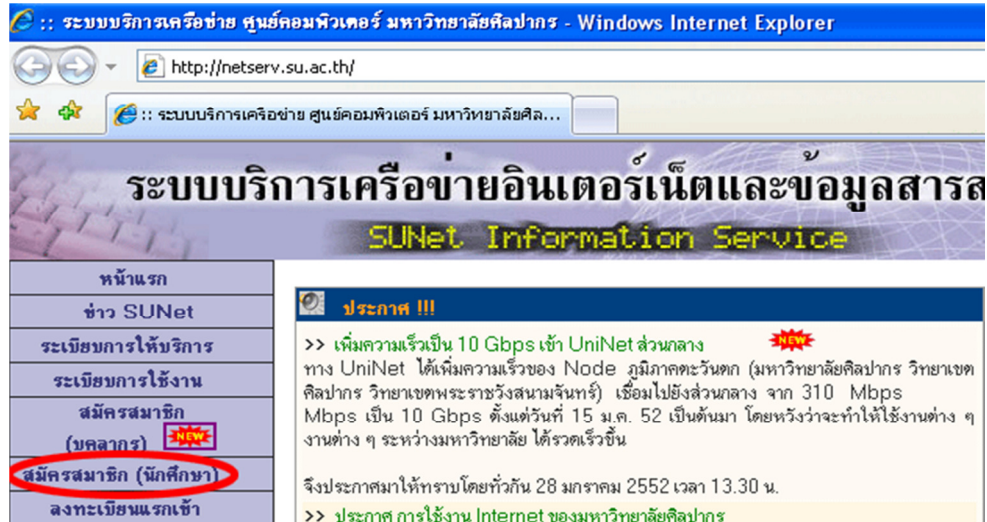 :: ระบบบริการเครือข่าย ศูนย์คอมพิวเตอร์ มหาวิทยาลัยศิลปากร - Windows Internet Explorer
http://netserv.su.ac.th/
:: ระบบบริการเครือข่าย ศูนย์คอมพิวเตอร์ มหาวิทยาลัยศิล...
ระบบบริการเครือข่ายอินเตอร์เน็ตและข้อมูลสารส
SUNet Information Service
หน้าแรก
ข่าว SUNet
ระเบียบการให้บริการ
ระเบียบการใช้งาน
สมัครสมาชิก
(บุคลากร) NEW
สมัครสมาชิก (นักศึกษา)
ลงทะเบียนแรกเข้า
ประกาศ !!!
>> เพิ่มความเร็วเป็น 10 Gbps เข้า UniNet ส่วนกลาง NEW
ทาง UniNet ได้เพิ่มความเร็วของ Node ภูมิภาคตะวันตก (มหาวิทยาลัยศิลปากร วิทยาเขต
ศิลปากร วิทยาเขตพระราชวังสนามจันทร์) เชื่อมไปยังส่วนกลาง จาก 310 Mbps
Mbps เป็น 10 Gbps ตั้งแต่วันที่ 15 ม.ค. 52 เป็นต้นมา โดยหวังว่าจะทำให้ใช้งานต่าง ๆ
งานต่าง ๆ ระหว่างมหาวิทยาลัย ได้รวดเร็วขึ้น
จึงประกาศมาให้ทราบโดยทั่วกัน 28 มกราคม 2552 เวลา 13.30 น.
>> ประกาศ การใช้งาน Internet ของมหาวิทยาลัยศิลปากร